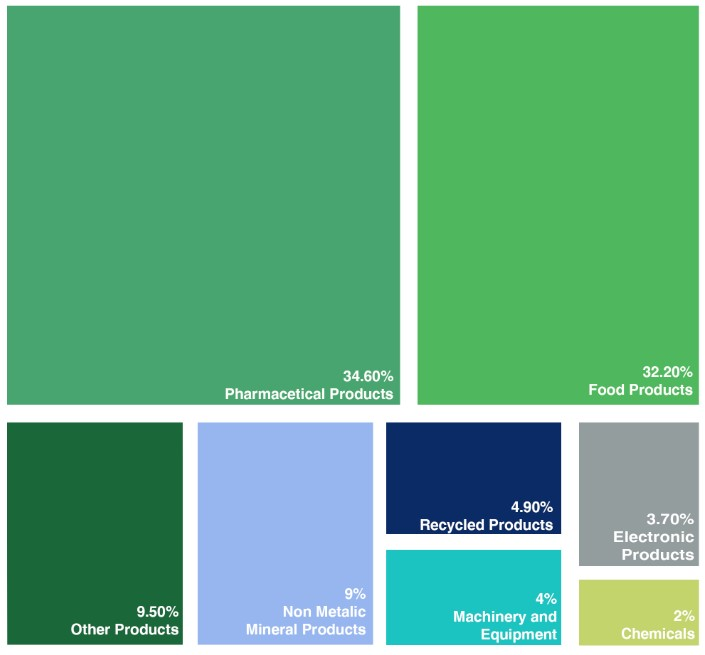 34.60%
Pharmacetical Products
32.20%
Food Products
9.50%
Other Products
9%
Non Metalic
Mineral Products
4.90%
Recycled Products
4%
Machinery and
Equipment
3.70%
Electronic
Products
2%
Chemicals